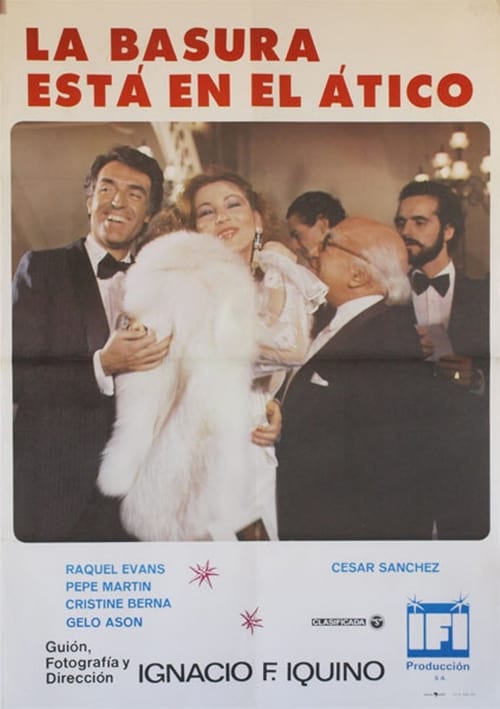 LA BASURA
ESTÁ EN EL ÁTICO
RAQUEL EVANS
PEPE MARTIN
CRISTINE BERNA
GELO ASON
CESAR SANCHEZ
CLASIFICADA S
Guión,
Fotografía y
Dirección
IGNACIO F. IQUINO
IFI
Producción
S.A.